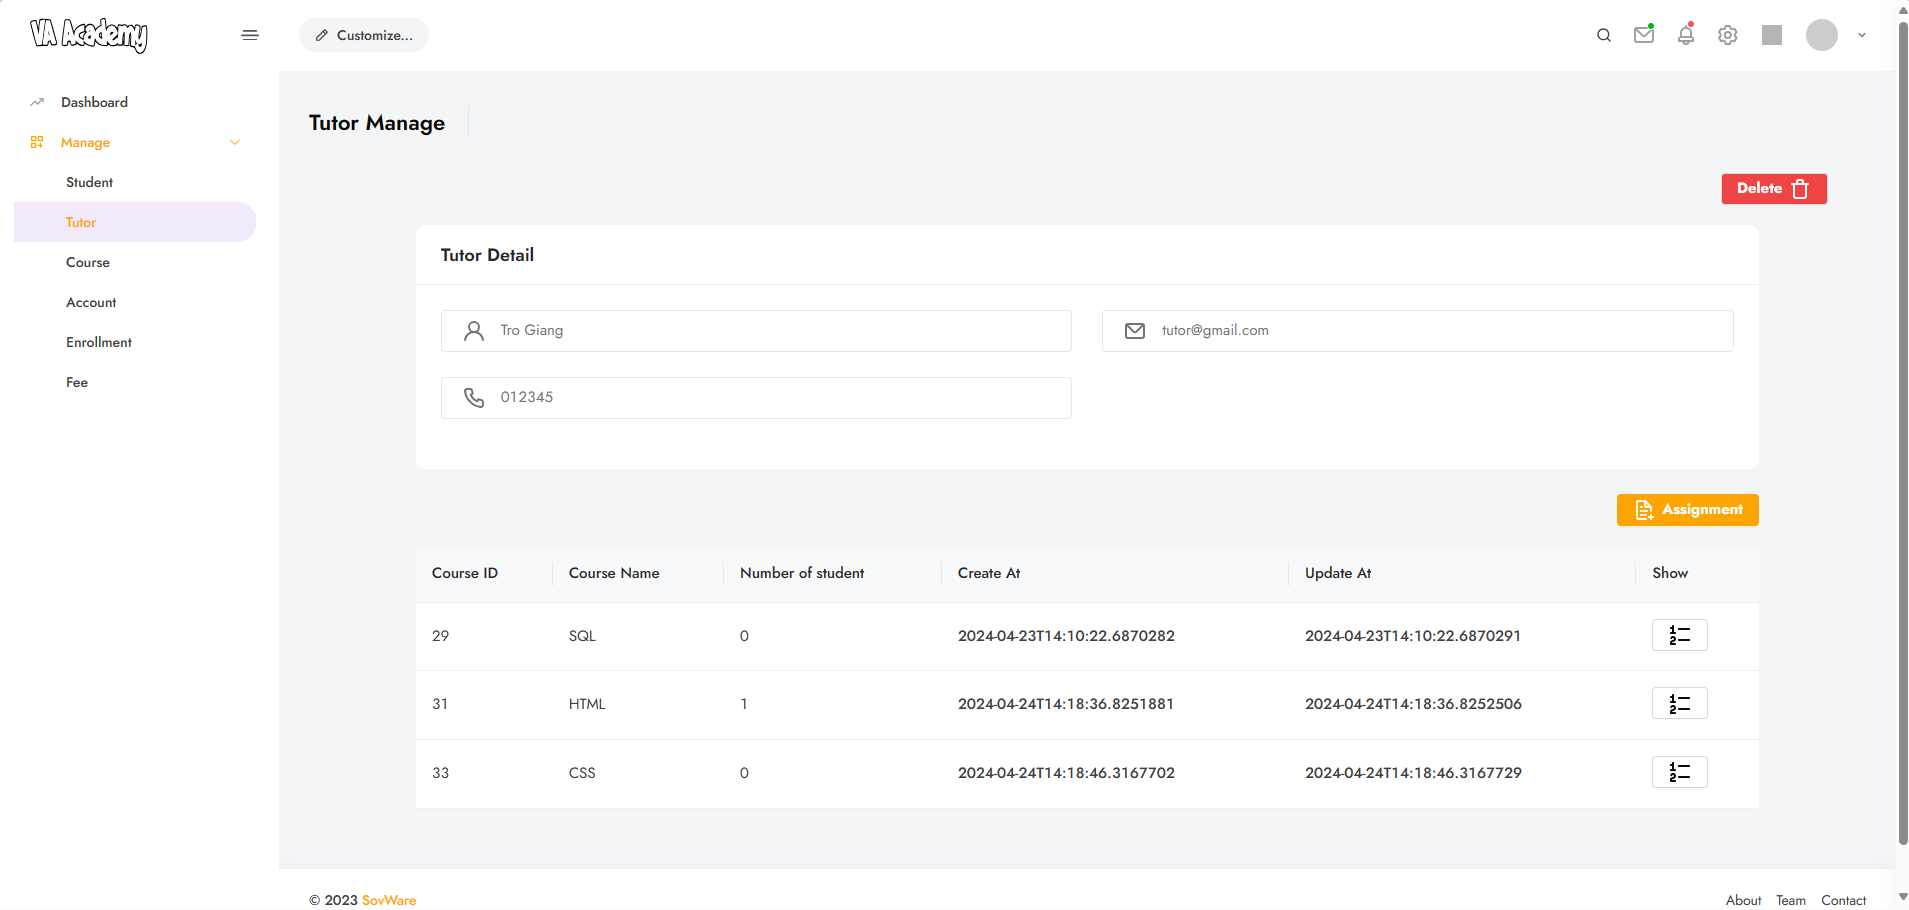 VA Academy
Customize...
Dashboard
Manage
Student
Tutor
Course
Account
Enrollment
Fee
Tutor Manage
Delete
Tutor Detail
Tro Giang
tutor@gmail.com
012345
Assignment
Course ID Course Name Number of student Create At Update At Show
29 SQL 0 2024-04-23T14:10:22.6870282 2024-04-23T14:10:22.6870291
31 HTML 1 2024-04-24T14:18:36.8251881 2024-04-24T14:18:36.8252506
33 CSS 0 2024-04-24T14:18:46.3167702 2024-04-24T14:18:46.3167729
© 2023 SovWare
About Team Contact